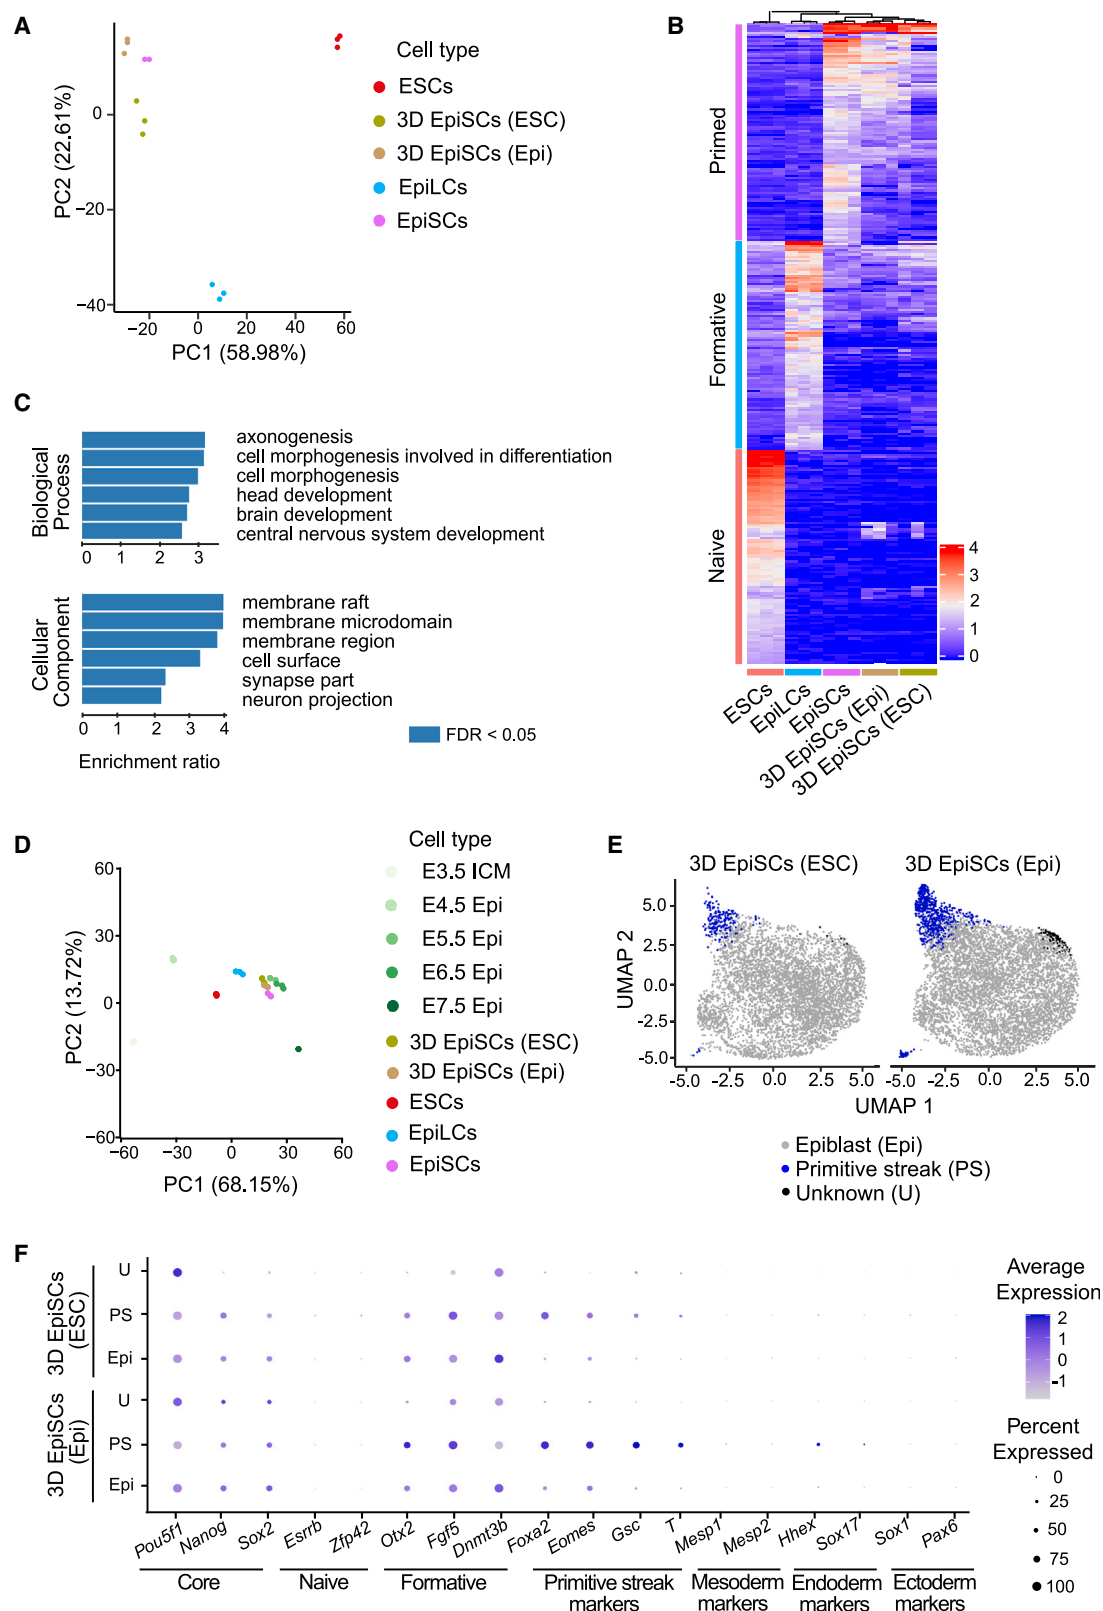 A
Cell type
ESCs
3D EpiSCs (ESC)
3D EpiSCs (Epi)
EpiLCs
EpiSCs
PC2 (22.61%)
0
−20
−40
−20
0
20
40
60
PC1 (58.98%)
B
Primed
Formative
Naive
4
3
2
1
0
ESCs
EpiLCs
EpiSCs
3D EpiSCs (Epi)
3D EpiSCs (ESC)
C
Biological
Process
axonogenesis
cell morphogenesis involved in differentiation
cell morphogenesis
head development
brain development
central nervous system development
0 1 2 3
Cellular
Component
membrane raft
membrane microdomain
membrane region
cell surface
synapse part
neuron projection
0 1 2 3 4
Enrichment ratio
FDR < 0.05
D
Cell type
E3.5 ICM
E4.5 Epi
E5.5 Epi
E6.5 Epi
E7.5 Epi
3D EpiSCs (ESC)
3D EpiSCs (Epi)
ESCs
EpiLCs
EpiSCs
PC2 (13.72%)
60
30
0
−30
−60
−60 −30 0 30 60
PC1 (68.15%)
E
3D EpiSCs (ESC)
3D EpiSCs (Epi)
UMAP 2
5.0
2.5
0.0
-2.5
-5.0
-5.0 -2.5 0.0 2.5 5.0
-5.0 -2.5 0.0 2.5 5.0
UMAP 1
Epiblast (Epi)
Primitive streak (PS)
Unknown (U)
F
3D EpiSCs
(ESC)
U
PS
Epi
3D EpiSCs
(Epi)
U
PS
Epi
Pou5f1
Nanog
Sox2
Esrrb
Zfp42
Otx2
Fgf5
Dnmt3b
Foxa2
Eomes
Gsc
T
Mesp1
Mesp2
Hhex
Sox17
Sox1
Pax6
Core
Naive
Formative
Primitive streak
markers
Mesoderm
markers
Endoderm
markers
Ectoderm
markers
Average
Expression
2
1
0
-1
Percent
Expressed
0
25
50
75
100